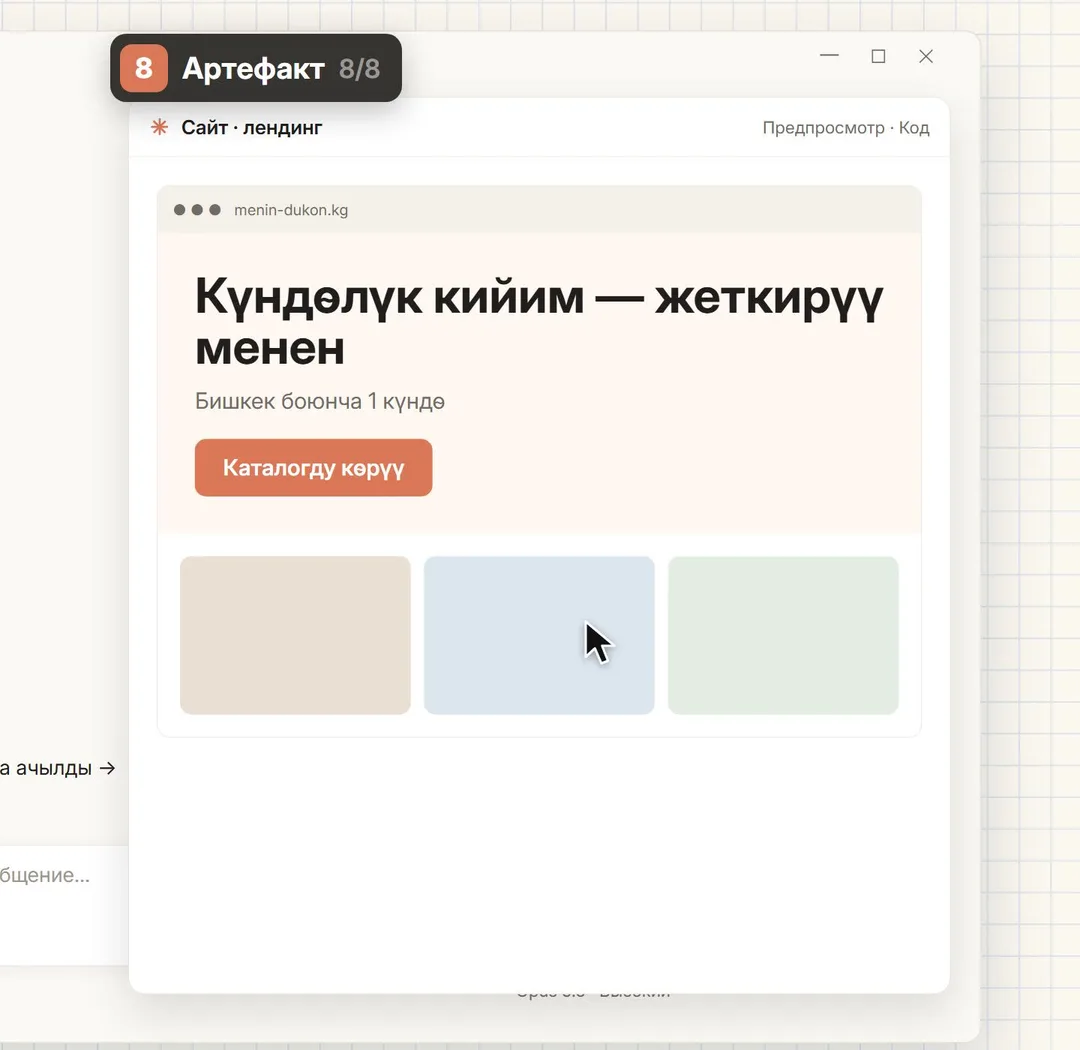 8 Артефакт 8/8
Сайт · лендинг
Предпросмотр · Код
menin-dukon.kg
Күндөлүк кийим — жеткирүү
менен
Бишкек боюнча 1 күндө
Каталогду көрүү
а ачылды →
бщение...